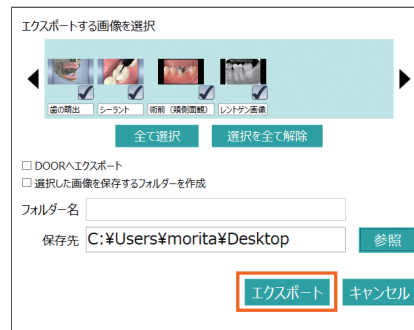 エクスポートする画像を選択
歯の萌出
シーラント
術前（頬側面観）
レントゲン画像
全て選択
選択を全て解除
DOORへエクスポート
選択した画像を保存するフォルダーを作成
フォルダー名
保存先 C:¥Users¥morita¥Desktop 参照
エクスポート キャンセル